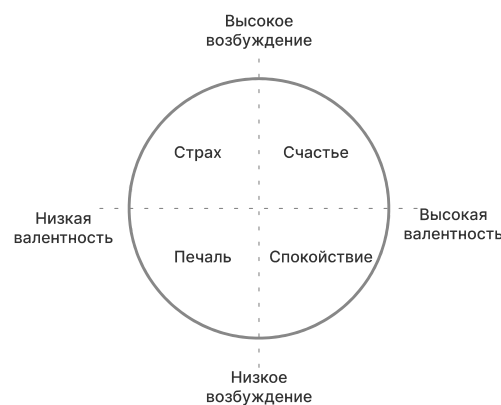 Высокое
возбуждение
Страх
Счастье
Низкая
валентность
Высокая
валентность
Печаль
Спокойствие
Низкое
возбуждение